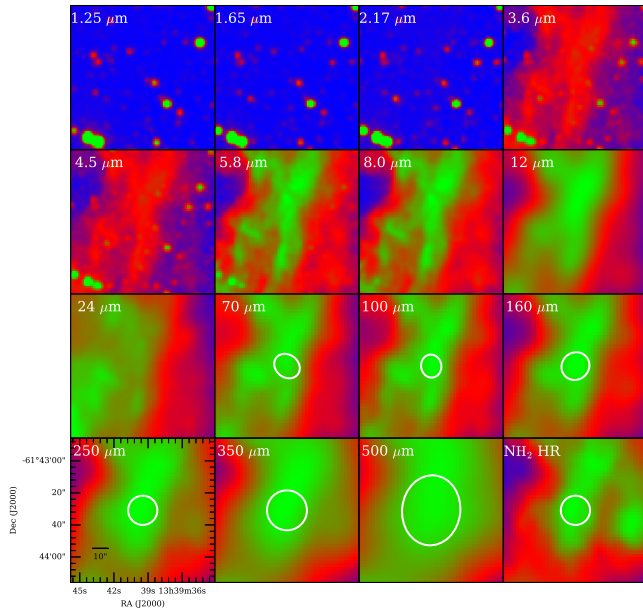 1.25 μm
1.65 μm
2.17 μm
3.6 μm
4.5 μm
5.8 μm
8.0 μm
12 μm
24 μm
70 μm
100 μm
160 μm
250 μm
350 μm
500 μm
NH₂ HR
-61°43'00"
20"
40"
44'00"
Dec (J2000)
10"
45s 42s 39s 13h39m36s
RA (J2000)